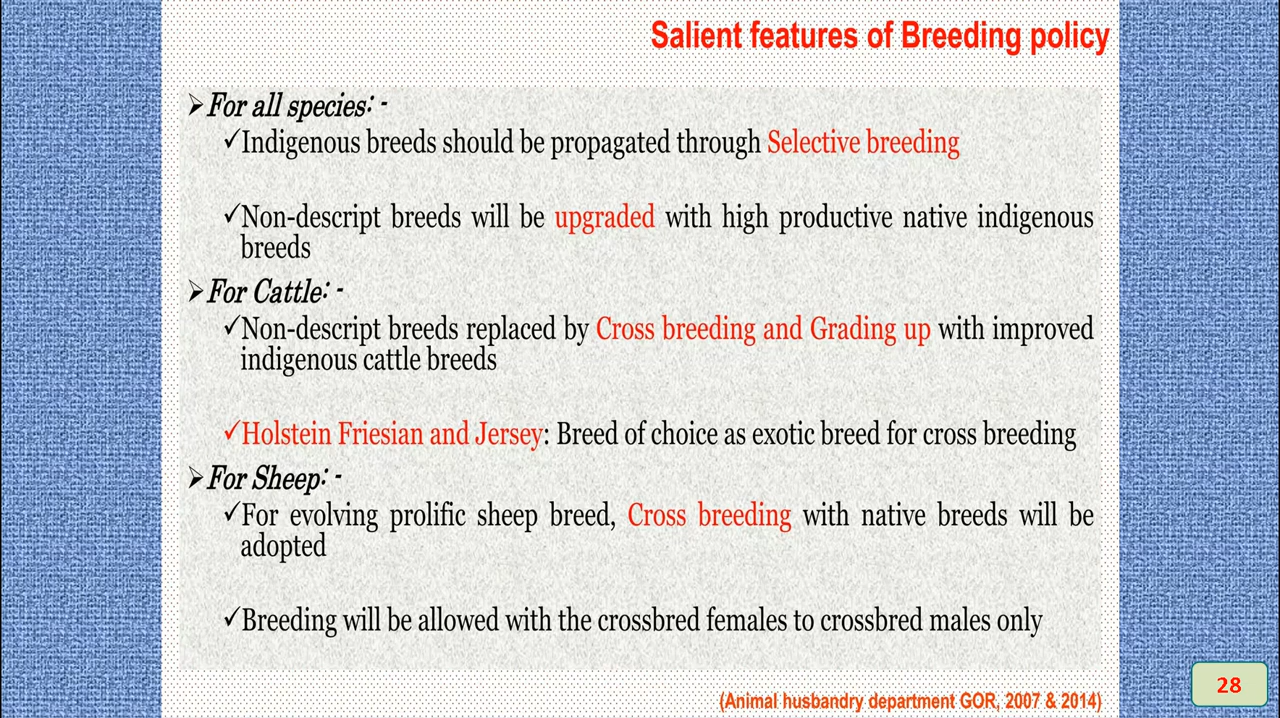 Salient features of Breeding policy
➢For all species: -
✓Indigenous breeds should be propagated through Selective breeding
✓Non-descript breeds will be upgraded with high productive native indigenous
breeds
➢For Cattle: -
✓Non-descript breeds replaced by Cross breeding and Grading up with improved
indigenous cattle breeds
✓Holstein Friesian and Jersey: Breed of choice as exotic breed for cross breeding
➢For Sheep: -
✓For evolving prolific sheep breed, Cross breeding with native breeds will be
adopted
✓Breeding will be allowed with the crossbred females to crossbred males only
(Animal husbandry department GOR, 2007 & 2014)
28